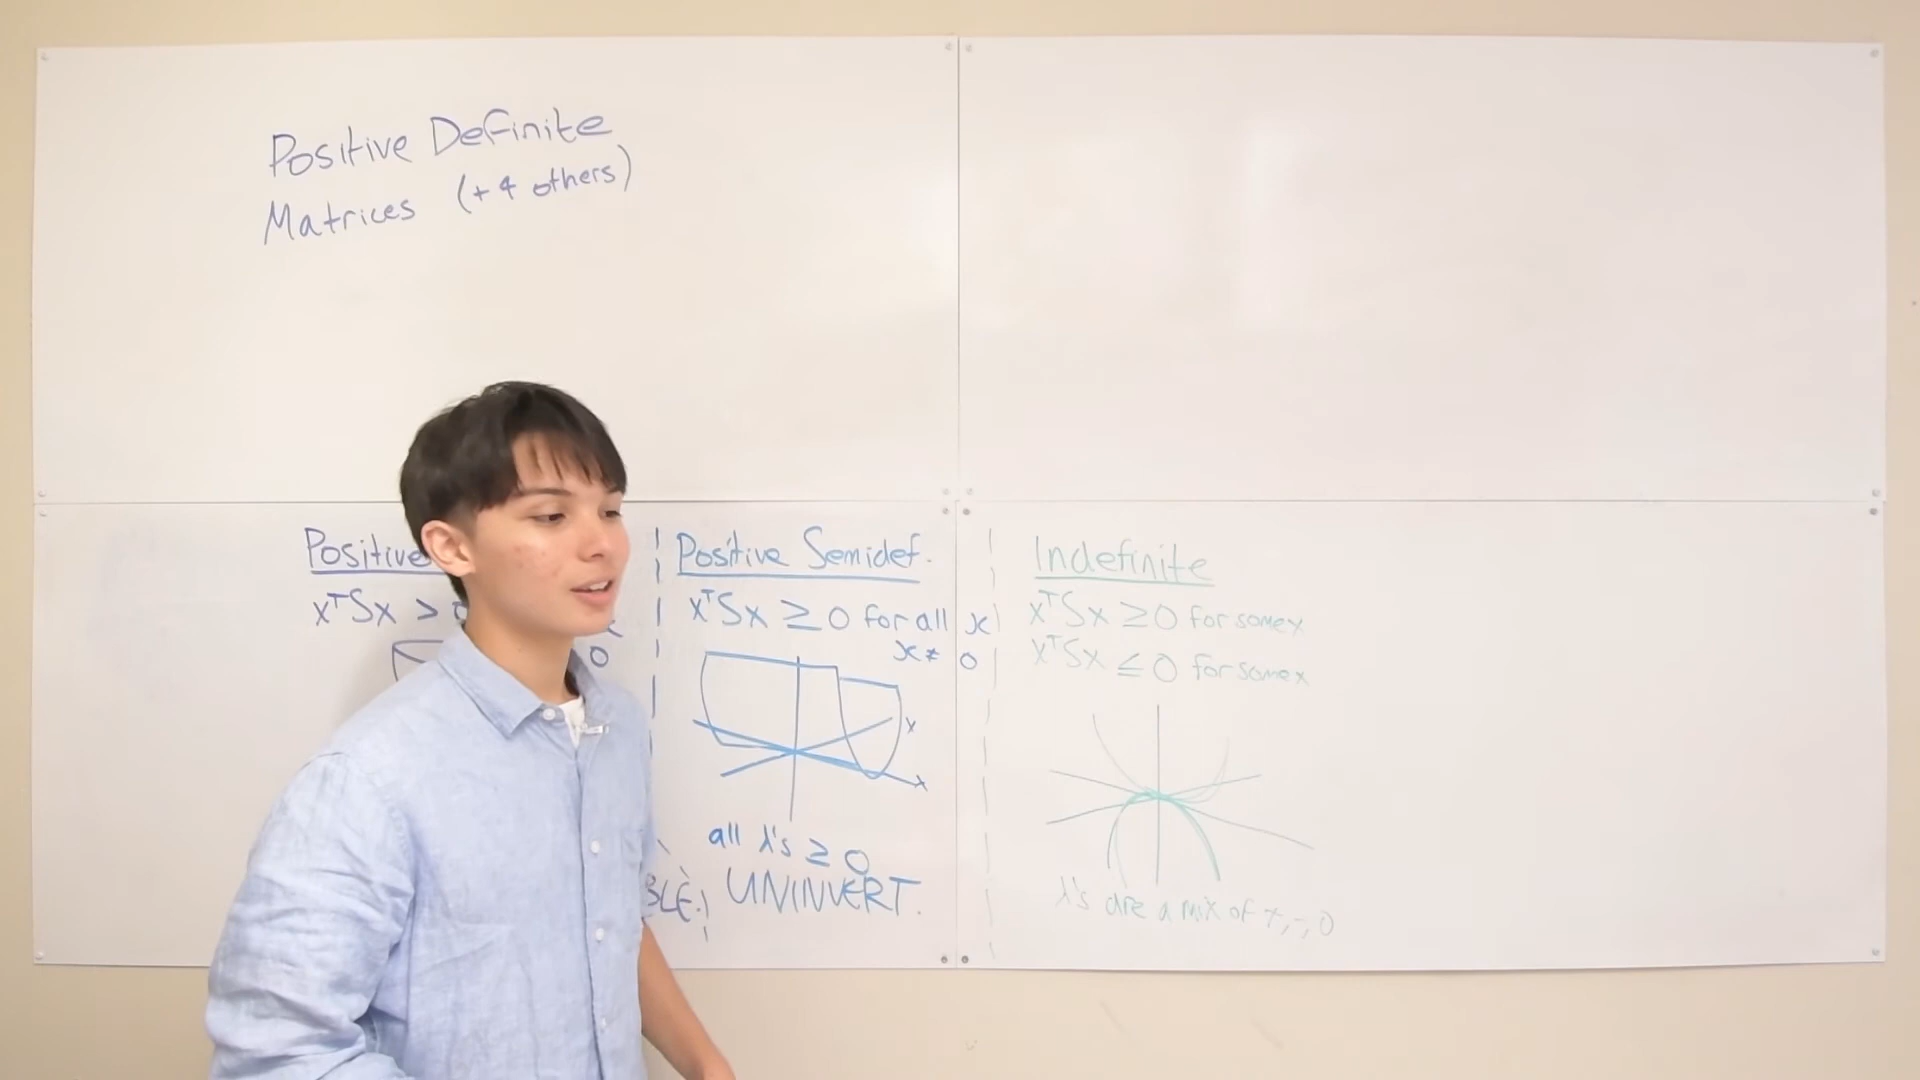 Positive Definite
Matrices (+4 others)
Positive
xᵀSx >
0
BLE.
Positive Semidef.
xᵀSx ≥ 0 for all x
x ≠ 0
x
x
all λ's ≥ 0
UNINVERT.
Indefinite
xᵀSx ≥0 for some x
xᵀSx ≤ 0 for some x
λ's are a mix of +, -, 0